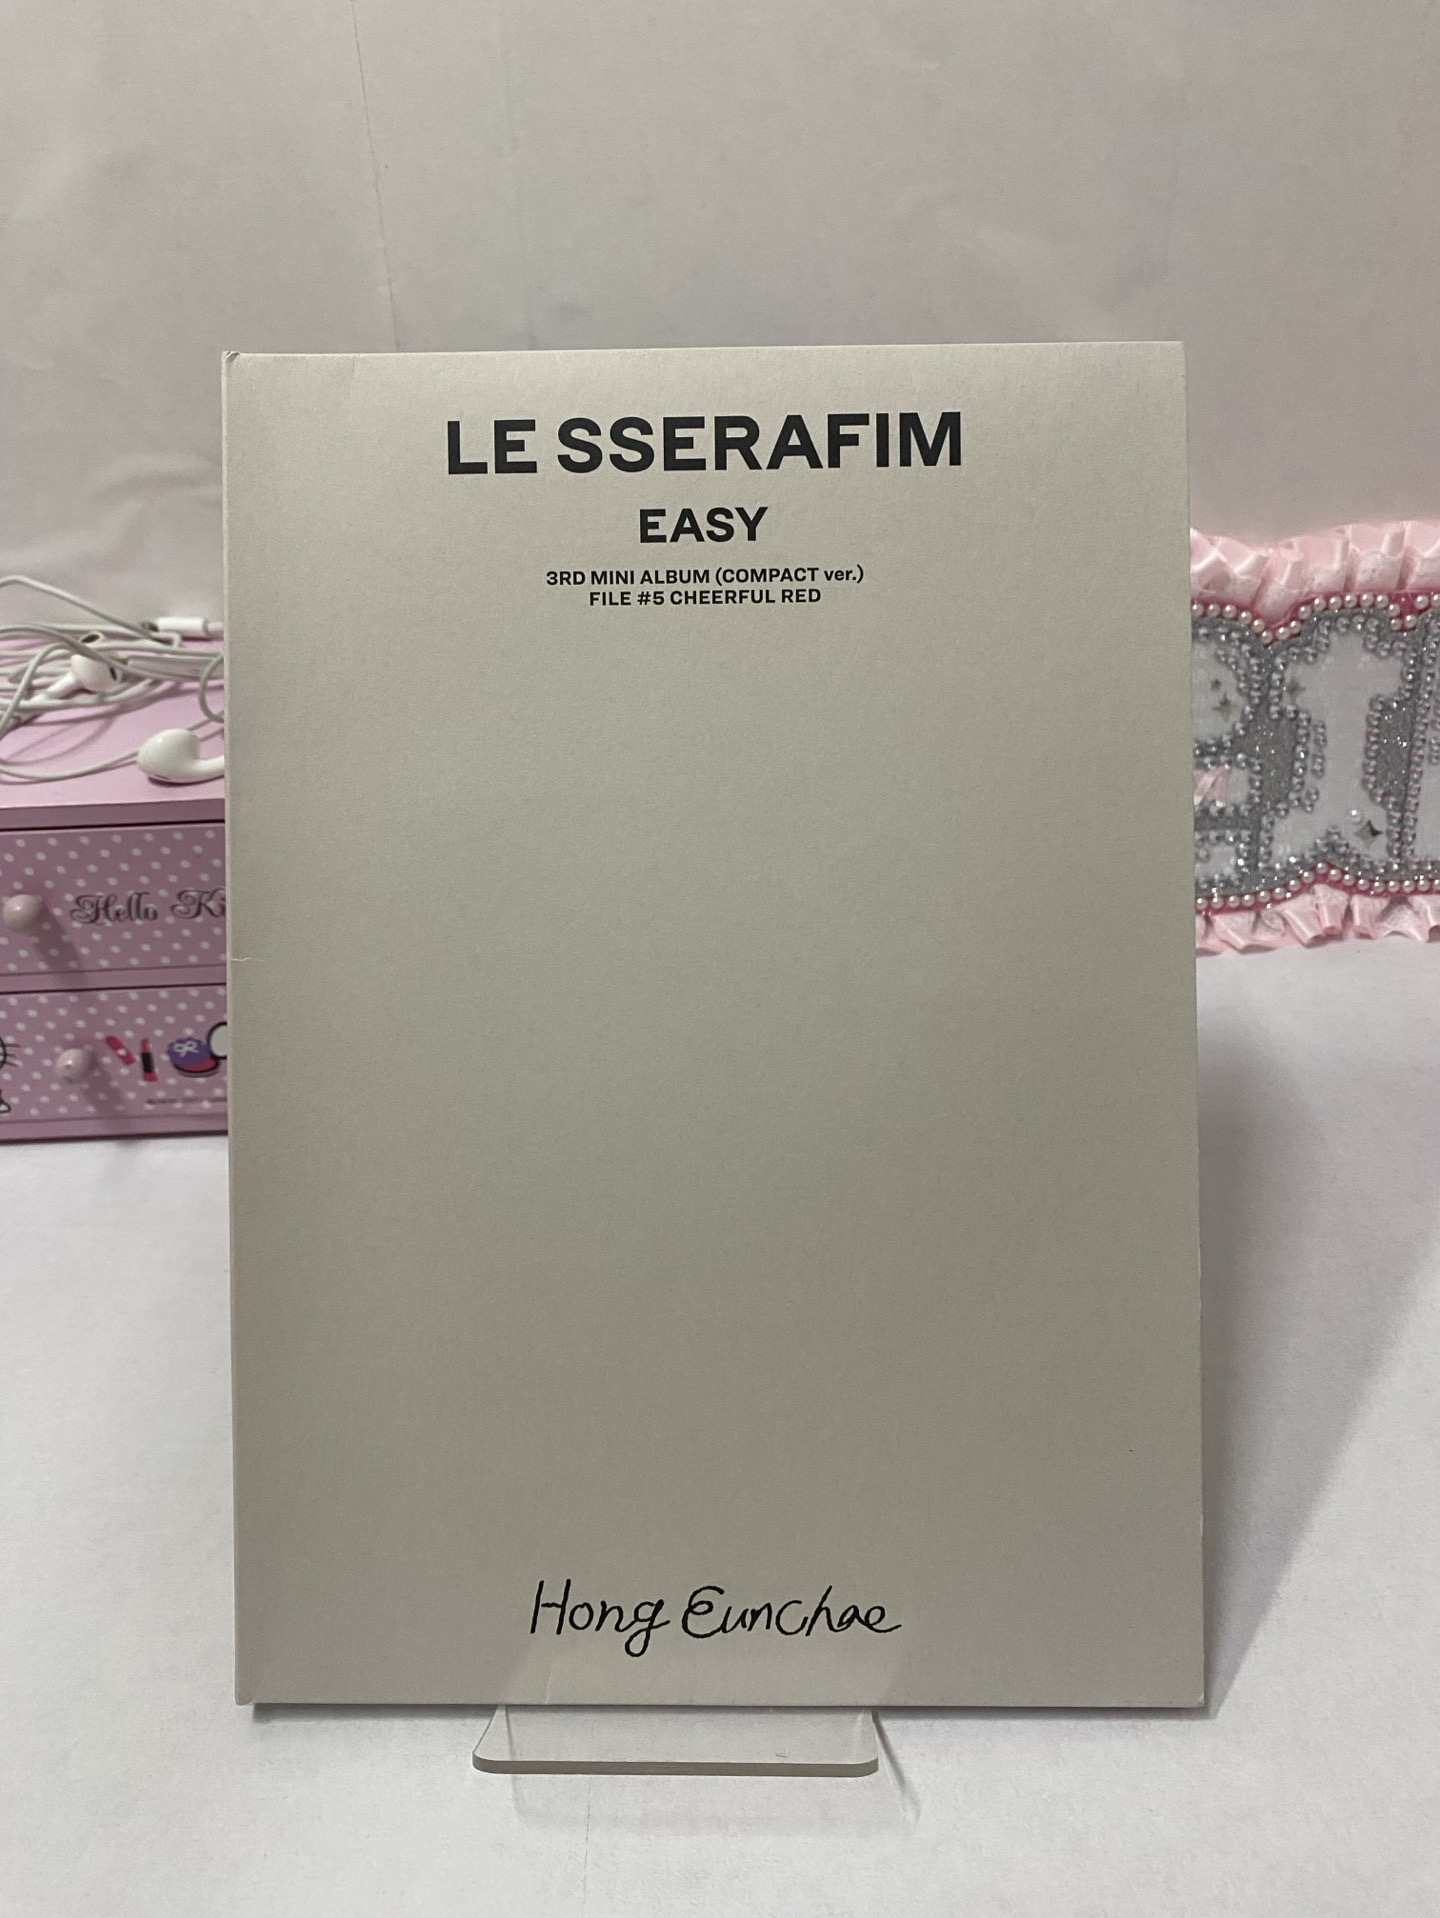 LE SSERAFIM
EASY
3RD MINI ALBUM (COMPACT ver.)
FILE #5 CHEERFUL RED
Hello Ki
Hong Eunchae